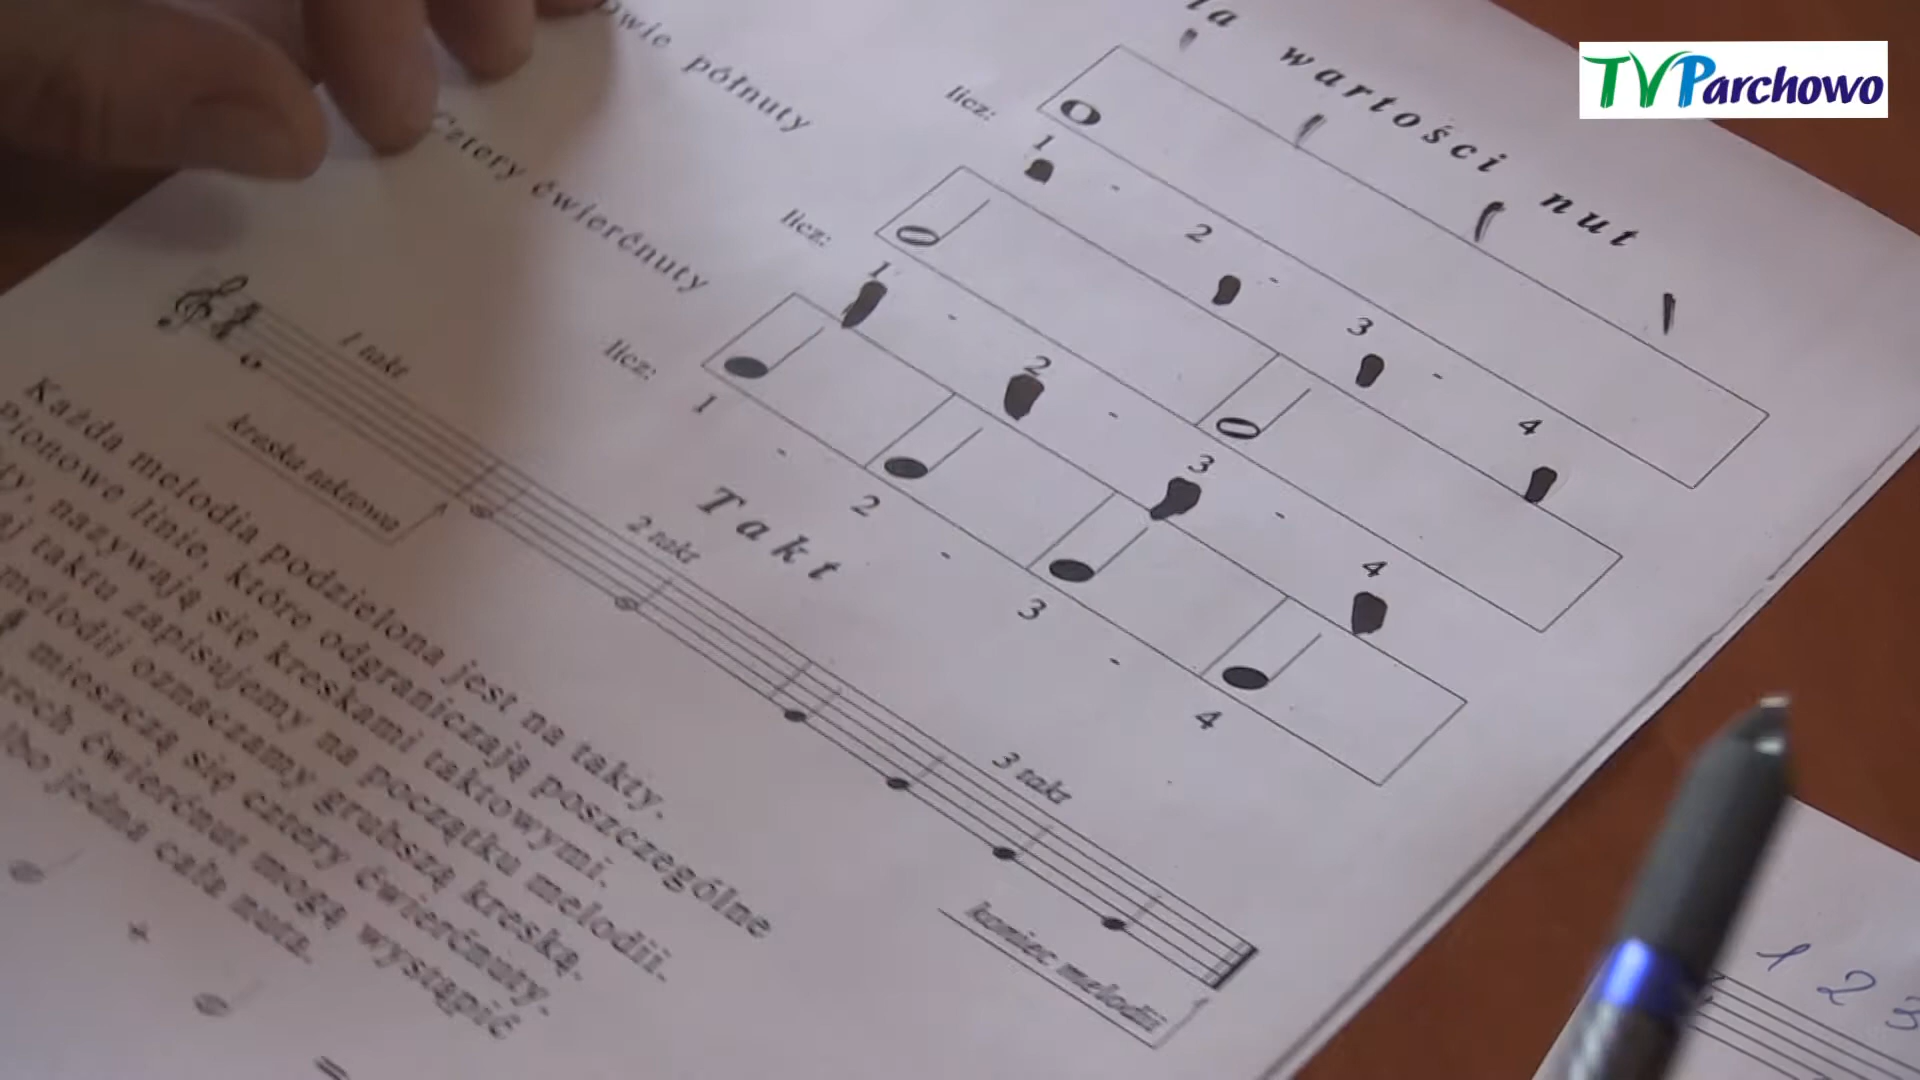 TVParchowo
wartości nut
licz:
1 - 2 - 3 - 4
Dwie półnuty
licz:
1 - 2 - 3 - 4
Cztery ćwierćnuty
licz:
1 - 2 - 3 - 4
Takt
1 takt
2 takt
3 takt
kreska taktowa
koniec melodii
Każda melodia podzielona jest na takty.
Pionowe linie, które odgraniczają poszczególne
nazywają się kreskami taktowymi.
taktu zapisujemy na początku melodii.
melodii oznaczamy grubszą kreską.
mieszczą się cztery ćwierćnuty.
ćwierćnut mogą wystąpić
jedna cała nuta.
+
=
1 2 3